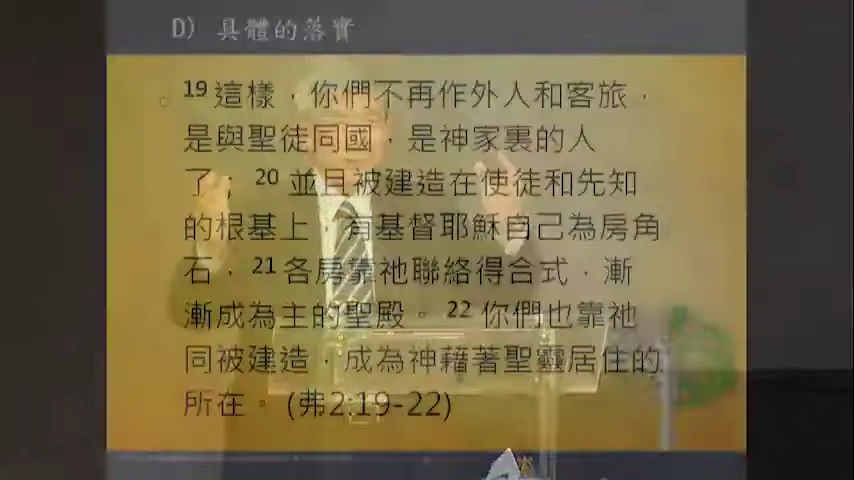 D) 具體的落實
19 這樣，你們不再作外人和客旅，
是與聖徒同國，是神家裏的人
了； 20 並且被建造在使徒和先知
的根基上，有基督耶穌自己為房角
石， 21 各房靠祂聯絡得合式，漸
漸成為主的聖殿。 22 你們也靠祂
同被建造，成為神藉著聖靈居住的
所在。 (弗2:19-22)